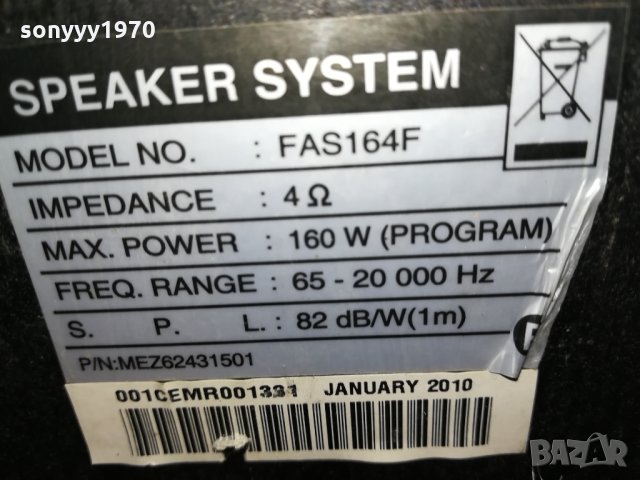 sonyyy1970
SPEAKER SYSTEM
MODEL NO. : FAS164F
IMPEDANCE : 4 Ω
MAX. POWER : 160 W (PROGRAM)
FREQ. RANGE : 65 - 20 000 Hz
S. P. L. : 82 dB/W(1m)
P/N:MEZ62431501
001CEMR001331 JANUARY 2010
BAZAR